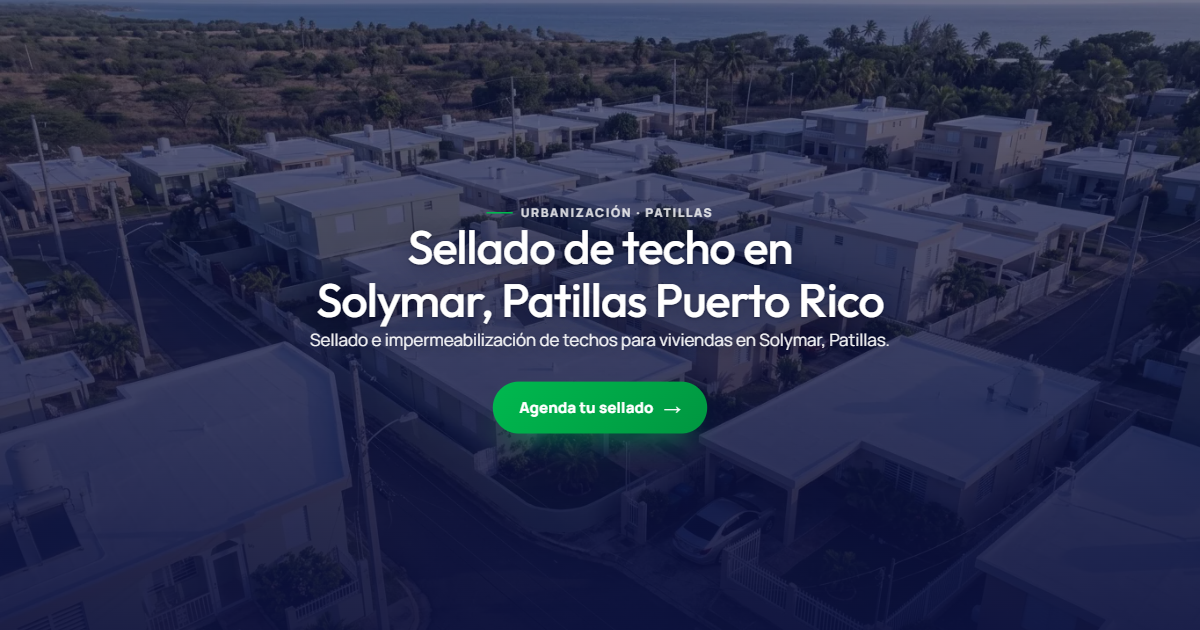 URBANIZACIÓN · PATILLAS
Sellado de techo en
Solymar, Patillas Puerto Rico
Sellado e impermeabilización de techos para viviendas en Solymar, Patillas.
Agenda tu sellado →